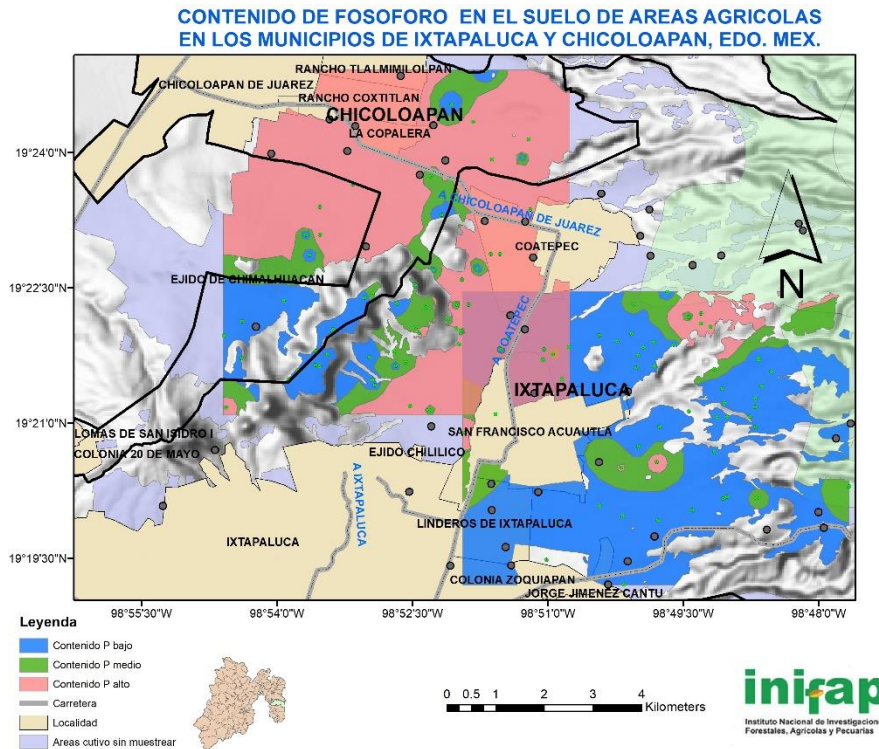 CONTENIDO DE FOSOFORO EN EL SUELO DE AREAS AGRICOLAS
EN LOS MUNICIPIOS DE IXTAPALUCA Y CHICOLOAPAN, EDO. MEX.
RANCHO TLALMIMILOLPAN
CHICOLOAPAN DE JUAREZ
RANCHO COXTITLAN
CHICOLOAPAN
LA COPALERA
19°24'0"N
A CHICOLOAPAN DE JUAREZ
COATEPEC
N
EJIDO DE CHIMALHUACAN
19°22'30"N
A COATEPEC
IXTAPALUCA
19°21'0"N
LOMAS DE SAN ISIDRO I
SAN FRANCISCO ACUAUTLA
COLONIA 20 DE MAYO
EJIDO CHILILICO
A IXTAPALUCA
LINDEROS DE IXTAPALUCA
IXTAPALUCA
19°19'30"N
COLONIA ZOQUIAPAN
JORGE JIMENEZ CANTU
98°55'30"W 98°54'0"W 98°52'30"W 98°51'0"W 98°49'30"W 98°48'0"W
Leyenda
Contenido P bajo
Contenido P medio
Contenido P alto
Carretera
Localidad
Areas cutivo sin muestrear
0 0.5 1 2 3 4
Kilometers
inifap
Instituto Nacional de Investigacion
Forestales, Agrícolas y Pecuarias